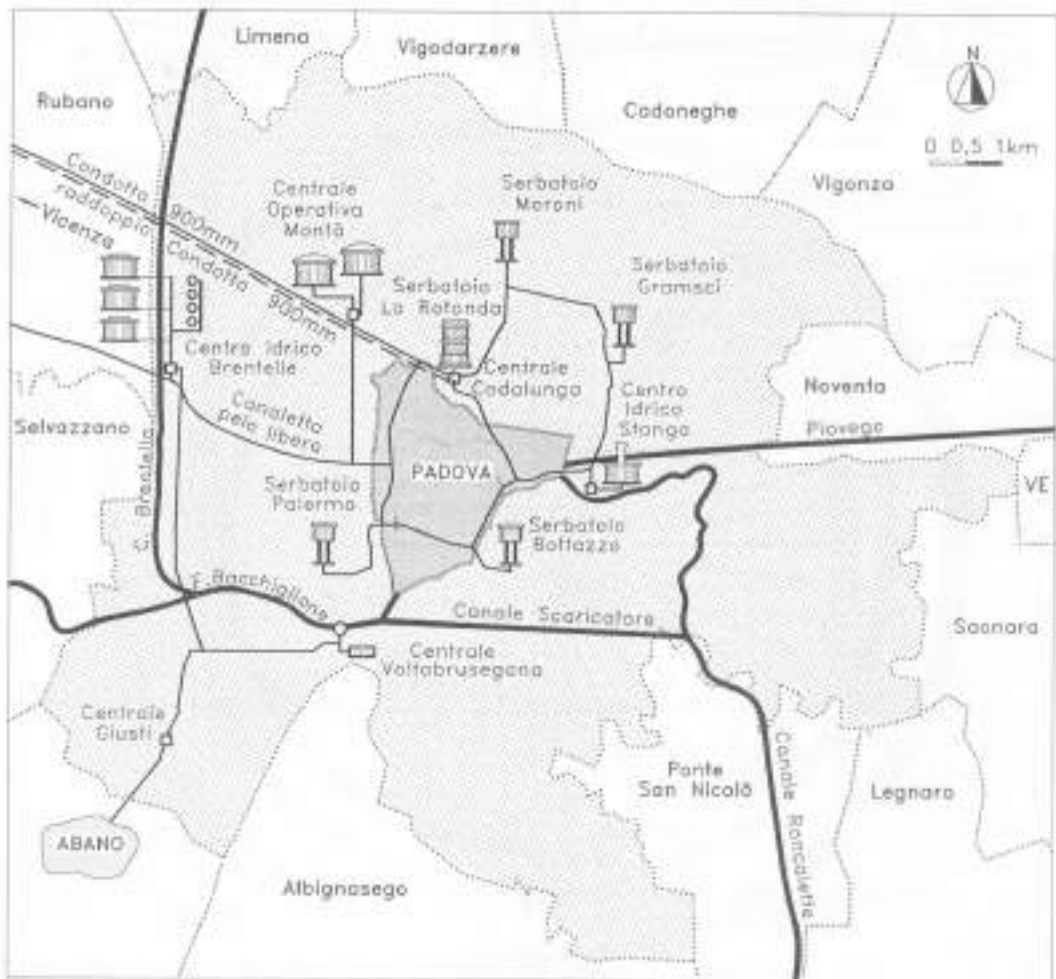 Limena
Vigodarzere
Rubano
Cadoneghe
N
0 0,5 1km
Vigonza
Condotta 900mm
raddoppio Condotta 900mm
Vicenza
Centrale
Operativa
Montà
Serbatoio
Moroni
Serbatoio
La Rotonda
Serbatoio
Gramsci
Centro Idrico
Brentelle
Centrale
Codalunga
Centro
Idrico
Stanga
Noventa
Piovego
Selvazzano
Canaletta
pelo libero
C. Brentella
PADOVA
VE
Serbatoio
Palermo
Serbatoio
Bottazzo
F. Bacchiglione
Canale Scaricatore
Saonara
Centrale
Voltabrusegana
Centrale
Giusti
Ponte
San Nicolò
Canale Roncajette
Legnaro
ABANO
Albignasego